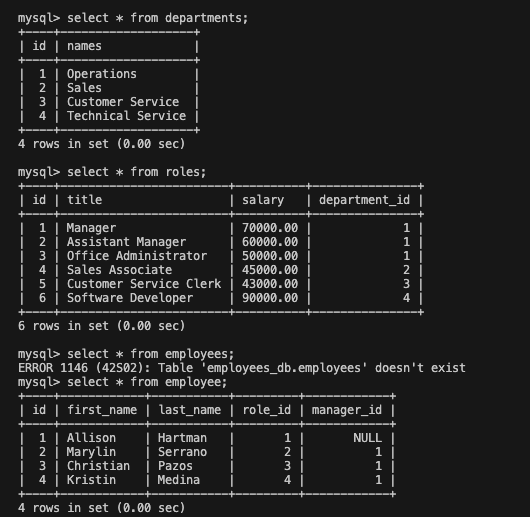 mysql> select * from departments;
+----+-------------------+
| id | names             |
+----+-------------------+
|  1 | Operations        |
|  2 | Sales             |
|  3 | Customer Service  |
|  4 | Technical Service |
+----+-------------------+
4 rows in set (0.00 sec)

mysql> select * from roles;
+----+------------------------+----------+---------------+
| id | title                  | salary   | department_id |
+----+------------------------+----------+---------------+
|  1 | Manager                | 70000.00 |             1 |
|  2 | Assistant Manager      | 60000.00 |             1 |
|  3 | Office Administrator   | 50000.00 |             1 |
|  4 | Sales Associate        | 45000.00 |             2 |
|  5 | Customer Service Clerk | 43000.00 |             3 |
|  6 | Software Developer     | 90000.00 |             4 |
+----+------------------------+----------+---------------+
6 rows in set (0.00 sec)

mysql> select * from employees;
ERROR 1146 (42S02): Table 'employees_db.employees' doesn't exist
mysql> select * from employee;
+----+------------+-----------+---------+------------+
| id | first_name | last_name | role_id | manager_id |
+----+------------+-----------+---------+------------+
|  1 | Allison    | Hartman   |       1 |       NULL |
|  2 | Marylin    | Serrano   |       2 |          1 |
|  3 | Christian  | Pazos     |       3 |          1 |
|  4 | Kristin    | Medina    |       4 |          1 |
+----+------------+-----------+---------+------------+
4 rows in set (0.00 sec)